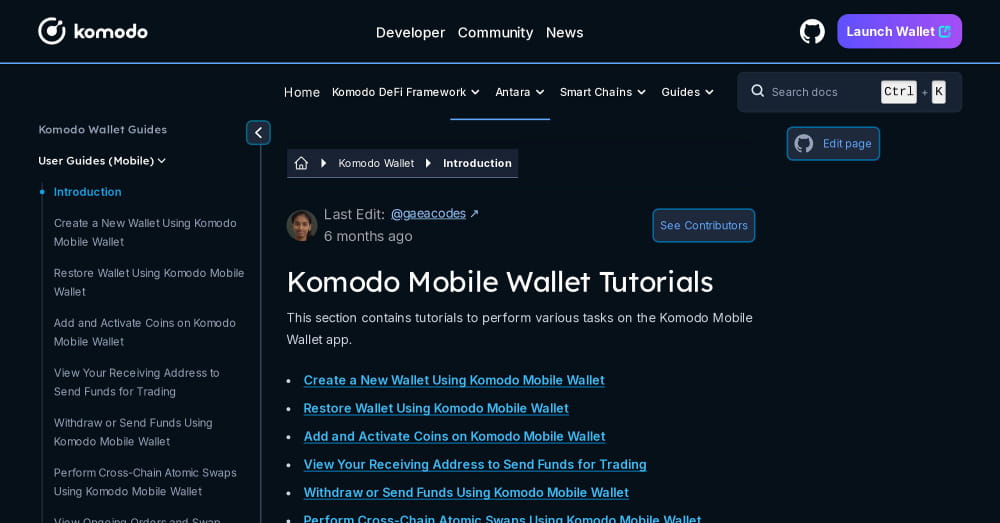 komodo
Developer Community News
Launch Wallet
Home Komodo DeFi Framework Antara Smart Chains Guides
Search docs Ctrl + K
Komodo Wallet Guides
User Guides (Mobile)
Introduction
Create a New Wallet Using Komodo
Mobile Wallet
Restore Wallet Using Komodo Mobile
Wallet
Add and Activate Coins on Komodo
Mobile Wallet
View Your Receiving Address to
Send Funds for Trading
Withdraw or Send Funds Using
Komodo Mobile Wallet
Perform Cross-Chain Atomic Swaps
Using Komodo Mobile Wallet
View Ongoing Orders and Swap
Komodo Wallet Introduction
Edit page
Last Edit: @gaeacodes ↗
6 months ago
See Contributors
Komodo Mobile Wallet Tutorials
This section contains tutorials to perform various tasks on the Komodo Mobile
Wallet app.
• Create a New Wallet Using Komodo Mobile Wallet
• Restore Wallet Using Komodo Mobile Wallet
• Add and Activate Coins on Komodo Mobile Wallet
• View Your Receiving Address to Send Funds for Trading
• Withdraw or Send Funds Using Komodo Mobile Wallet
• Perform Cross-Chain Atomic Swaps Using Komodo Mobile Wallet